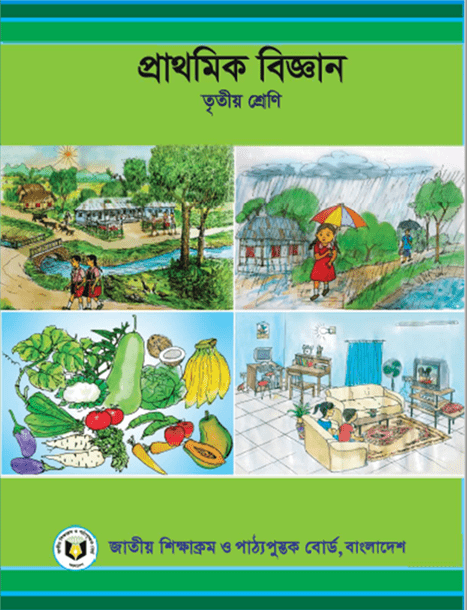 প্রাথমিক বিজ্ঞান
তৃতীয় শ্রেণি
জাতীয় শিক্ষাক্রম ও পাঠ্যপুস্তক বোর্ড, বাংলাদেশ